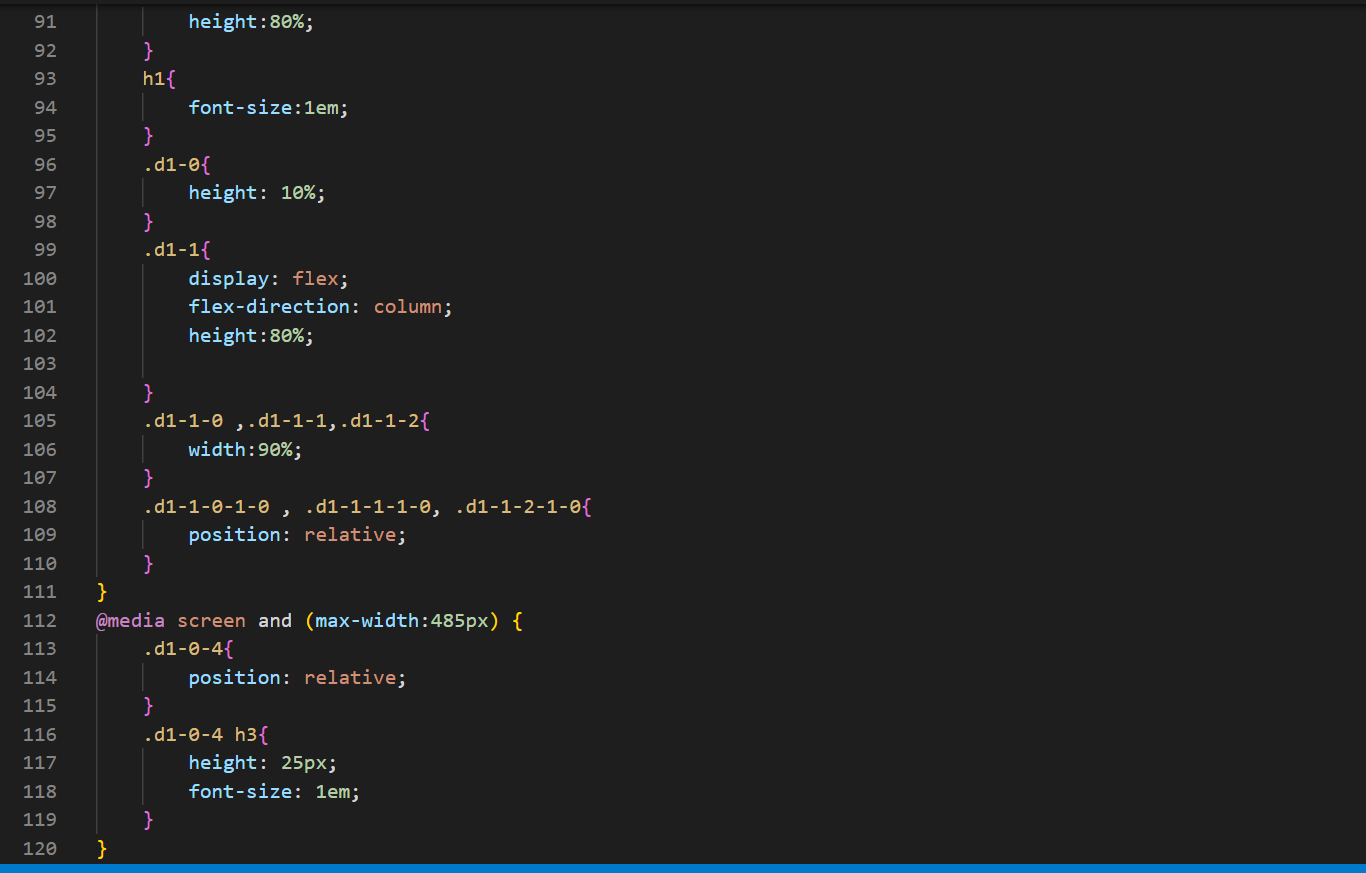 91 height:80%;
92 }
93 h1{
94 font-size:1em;
95 }
96 .d1-0{
97 height: 10%;
98 }
99 .d1-1{
100 display: flex;
101 flex-direction: column;
102 height:80%;
103
104 }
105 .d1-1-0 ,.d1-1-1,.d1-1-2{
106 width:90%;
107 }
108 .d1-1-0-1-0 , .d1-1-1-1-0, .d1-1-2-1-0{
109 position: relative;
110 }
111 }
112 @media screen and (max-width:485px) {
113 .d1-0-4{
114 position: relative;
115 }
116 .d1-0-4 h3{
117 height: 25px;
118 font-size: 1em;
119 }
120 }